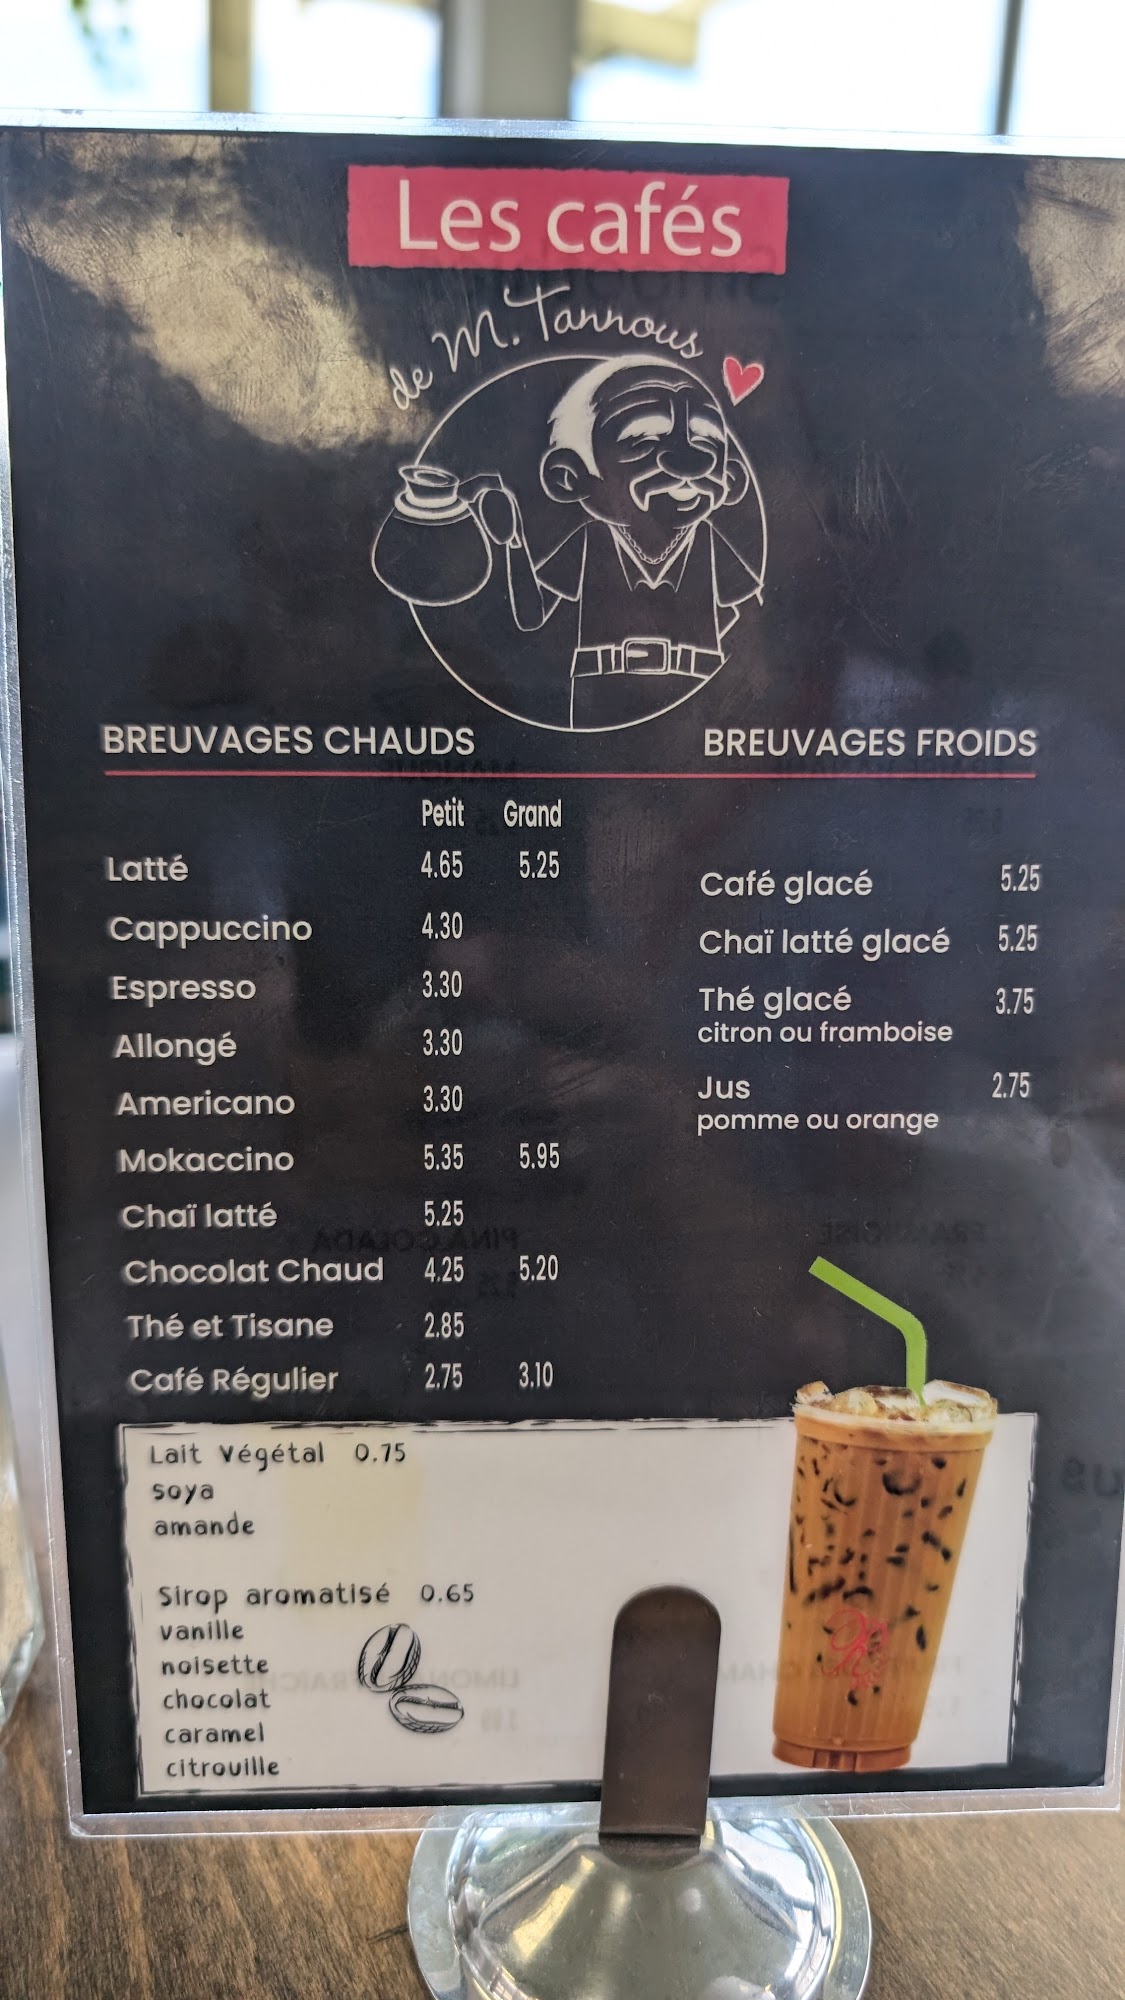 Les cafés
de M. Tannous
BREUVAGES CHAUDS
Petit Grand
Latté 4.65 5.25
Cappuccino 4.30
Espresso 3.30
Allongé 3.30
Americano 3.30
Mokaccino 5.35 5.95
Chaï latté 5.25
Chocolat Chaud 4.25 5.20
Thé et Tisane 2.85
Café Régulier 2.75 3.10
BREUVAGES FROIDS
Café glacé 5.25
Chaï latté glacé 5.25
Thé glacé 3.75
citron ou framboise
Jus 2.75
pomme ou orange
Lait Végétal 0.75
soya
amande
Sirop aromatisé 0.65
vanille
noisette
chocolat
caramel
citrouille